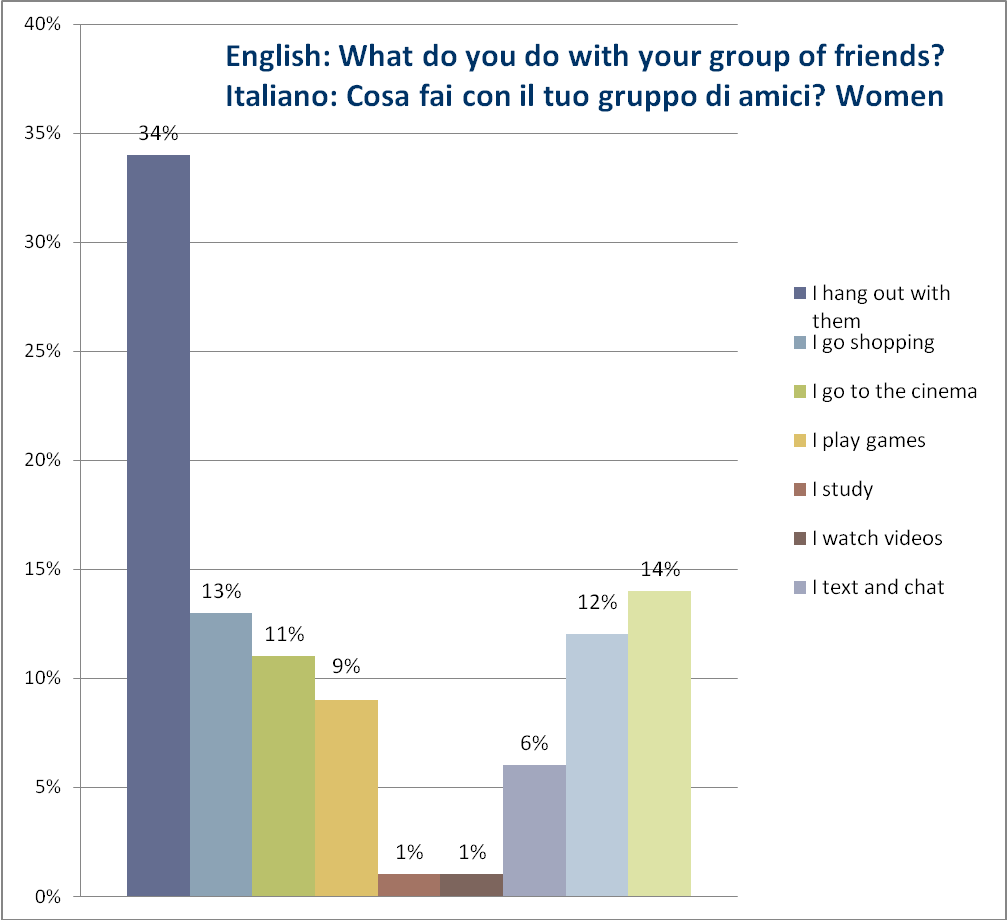 40%
English: What do you do with your group of friends?
Italiano: Cosa fai con il tuo gruppo di amici? Women
35%
34%
30%
25%
20%
15%
10%
5%
0%
13%
11%
9%
1%
1%
6%
12%
14%
I hang out with
them
I go shopping
I go to the cinema
I play games
I study
I watch videos
I text and chat